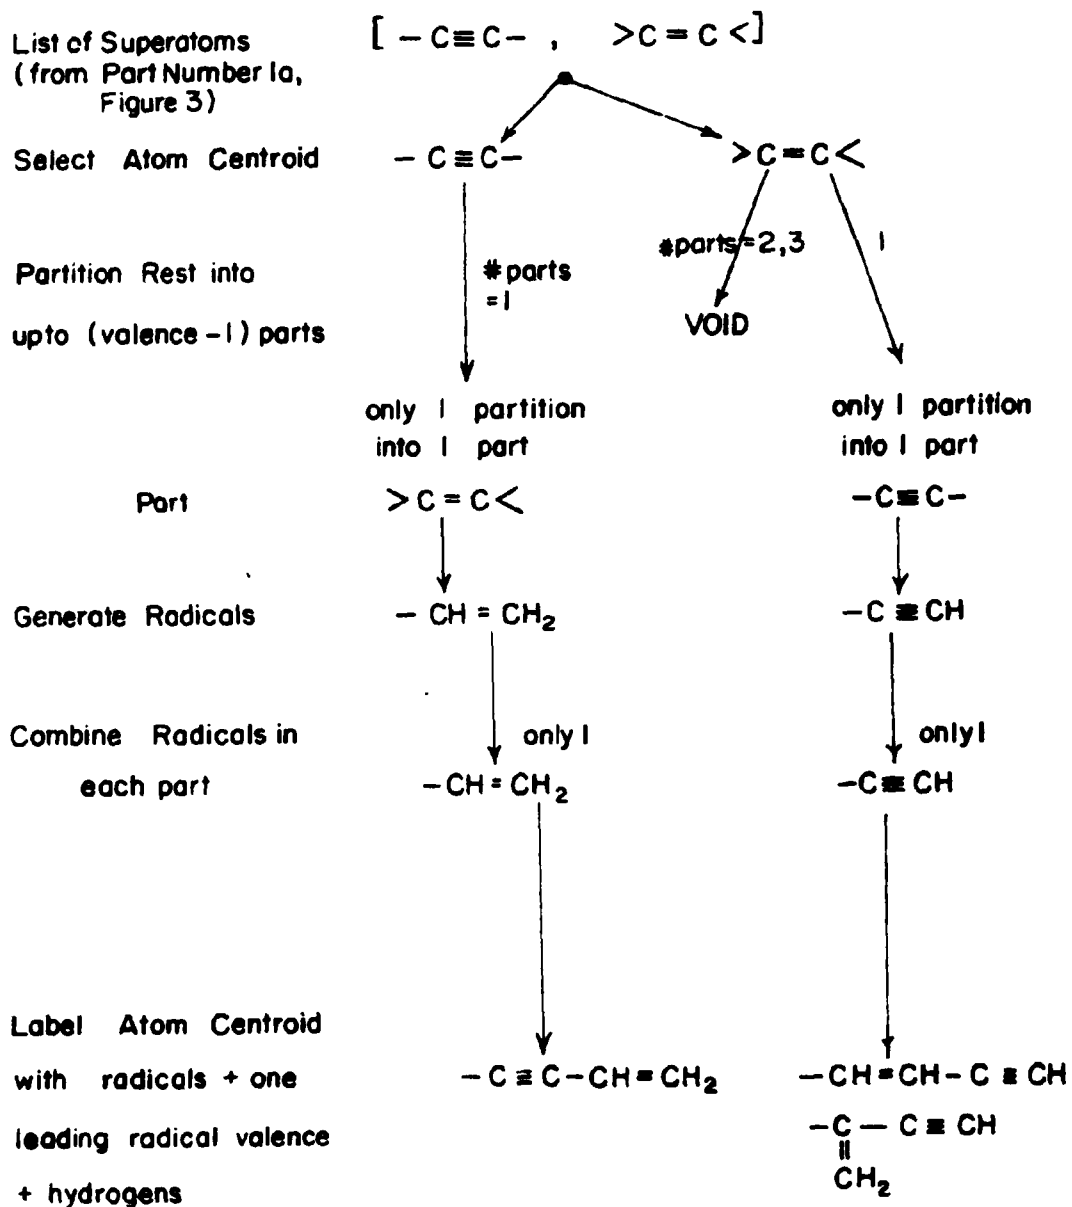 List of Superatoms [ – C≡C– , >C=C<]
(from Part Number 1a,
Figure 3)
Select Atom Centroid – C≡C– >C=C<
#parts=2,3 1
Partition Rest into #parts
=1
upto (valence –1) parts VOID
only 1 partition only 1 partition
into 1 part into 1 part
Part >C=C< –C≡C–
Generate Radicals – CH=CH₂ –C≡CH
Combine Radicals in only 1 only 1
each part –CH=CH₂ –C≡CH
Label Atom Centroid
with radicals + one –C≡C–CH=CH₂ –CH=CH–C≡CH
leading radical valence –C–C≡CH
||
+ hydrogens CH₂